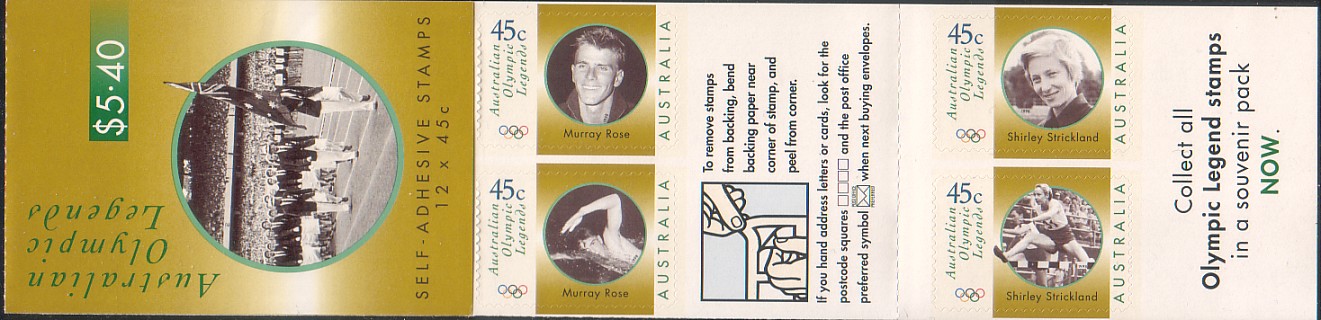 Australian
Olympic
Legends
$5·40
SELF-ADHESIVE STAMPS
12 x 45c
45c
Australian
Olympic
Legends
Murray Rose
AUSTRALIA
45c
Australian
Olympic
Legends
Murray Rose
AUSTRALIA
To remove stamps
from backing, bend
backing paper near
corner of stamp, and
peel from corner.
If you hand address letters or cards, look for the
postcode squares and the post office
preferred symbol when next buying envelopes.
45c
Australian
Olympic
Legends
Shirley Strickland
AUSTRALIA
45c
Australian
Olympic
Legends
Shirley Strickland
AUSTRALIA
Collect all
Olympic Legend stamps
in a souvenir pack
NOW.